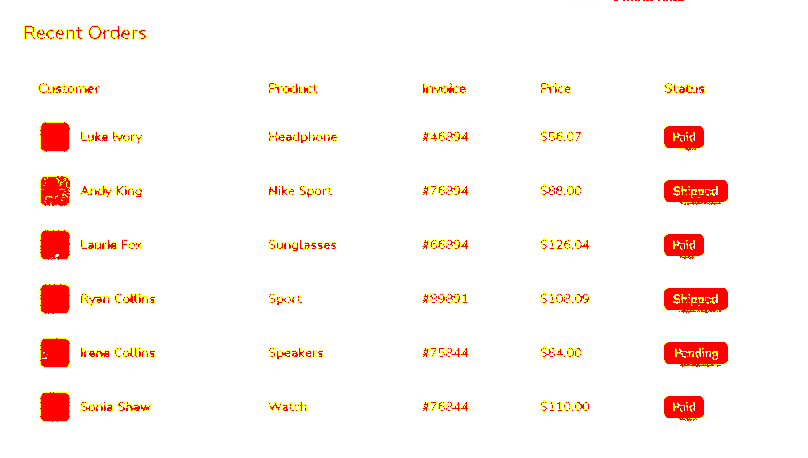 Recent Orders
Customer Product Invoice Price Status
Luke Ivory Headphone #46894 $56.07 Paid
Andy King Nike Sport #76894 $88.00 Shipped
Laurie Fox Sunglasses #66894 $126.04 Paid
Ryan Collins Sport #89891 $108.09 Shipped
Irene Collins Speakers #75844 $84.00 Pending
Sonia Shaw Watch #76844 $110.00 Paid